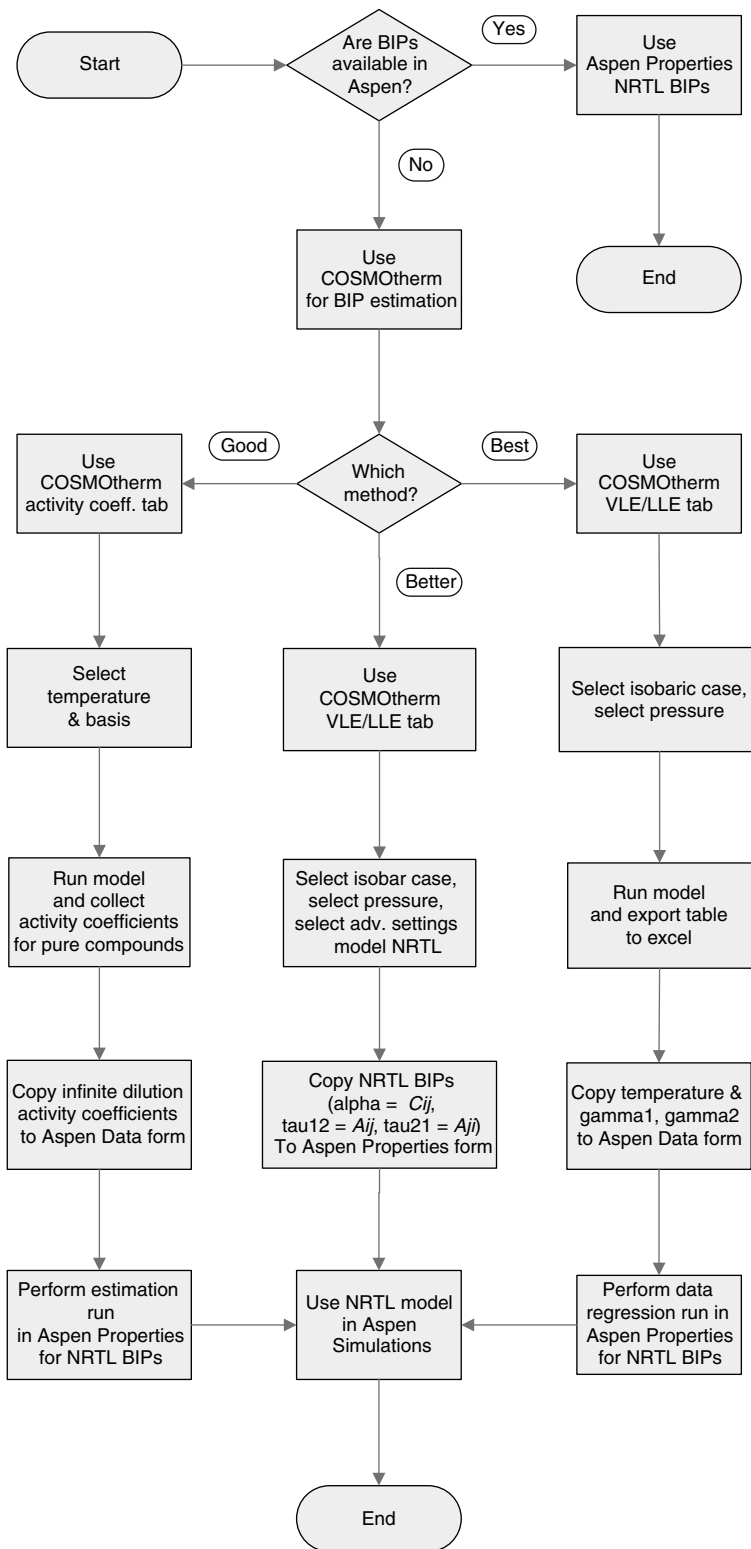 Start
Are BIPs
available in
Aspen?
Yes
Use
Aspen Properties
NRTL BIPs
No
Use
COSMOtherm
for BIP estimation
End
Good
Which
method?
Best
Use
COSMOtherm
activity coeff. tab
Use
COSMOtherm
VLE/LLE tab
Better
Select
temperature
& basis
Use
COSMOtherm
VLE/LLE tab
Select isobaric case,
select pressure
Run model
and collect
activity coefficients
for pure compounds
Select isobar case,
select pressure,
select adv. settings
model NRTL
Run model
and export table
to excel
Copy infinite dilution
activity coefficients
to Aspen Data form
Copy NRTL BIPs
(alpha = Cij,
tau12 = Aij, tau21 = Aji)
To Aspen Properties form
Copy temperature &
gamma1, gamma2
to Aspen Data form
Perform estimation
run
in Aspen Properties
for NRTL BIPs
Use NRTL model
in Aspen
Simulations
Perform data
regression run in
Aspen Properties
for NRTL BIPs
End